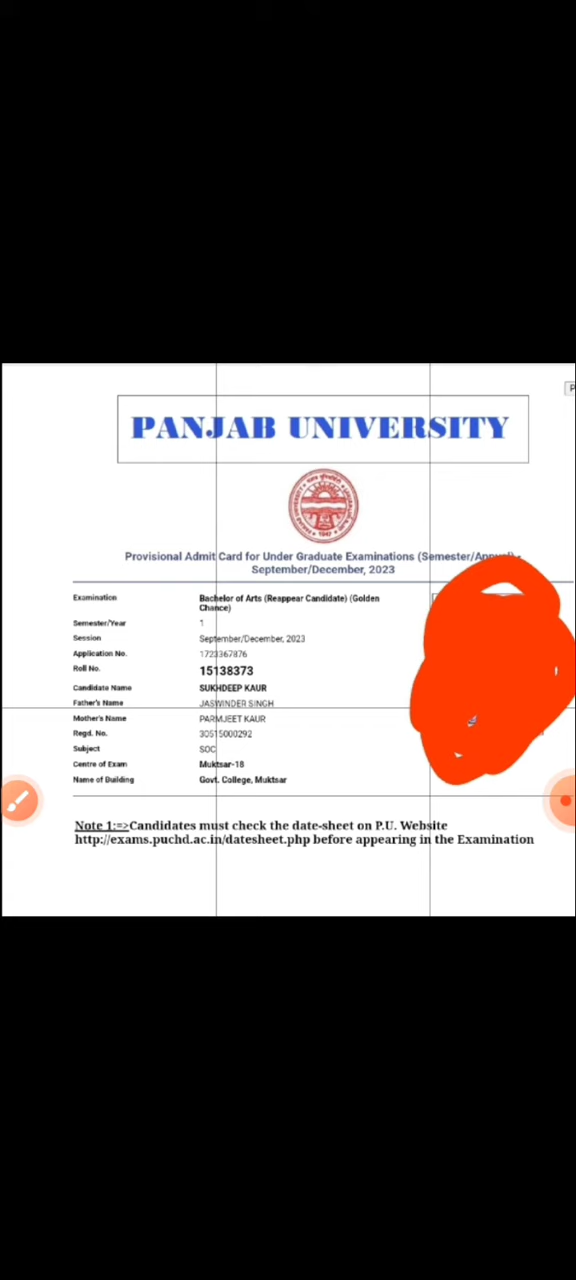 P
PANJAB UNIVERSITY
Provisional Admit Card for Under Graduate Examinations (Semester/Annual) -
September/December, 2023
Examination Bachelor of Arts (Reappear Candidate) (Golden
Chance)
Semester/Year 1
Session September/December, 2023
Application No. 1723367876
Roll No. 15138373
Candidate Name SUKHDEEP KAUR
Father's Name JASWINDER SINGH
Mother's Name PARMJEET KAUR
Regd. No. 30515000292
Subject SOC
Centre of Exam Muktsar-18
Name of Building Govt. College, Muktsar
Note 1:=>Candidates must check the date-sheet on P.U. Website
http://exams.puchd.ac.in/datesheet.php before appearing in the Examination